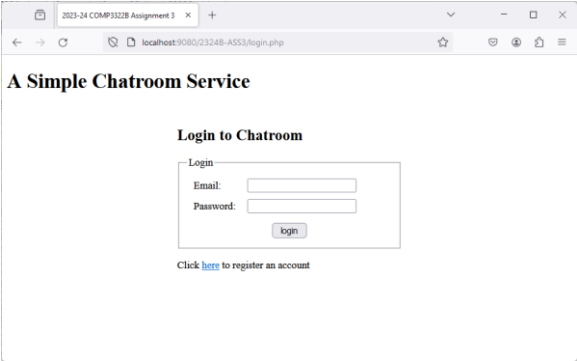 2023-24 COMP3322B Assignment 3
localhost:9080/2324B-ASS3/login.php
A Simple Chatroom Service
Login to Chatroom
Login
Email:
Password:
login
Click here to register an account